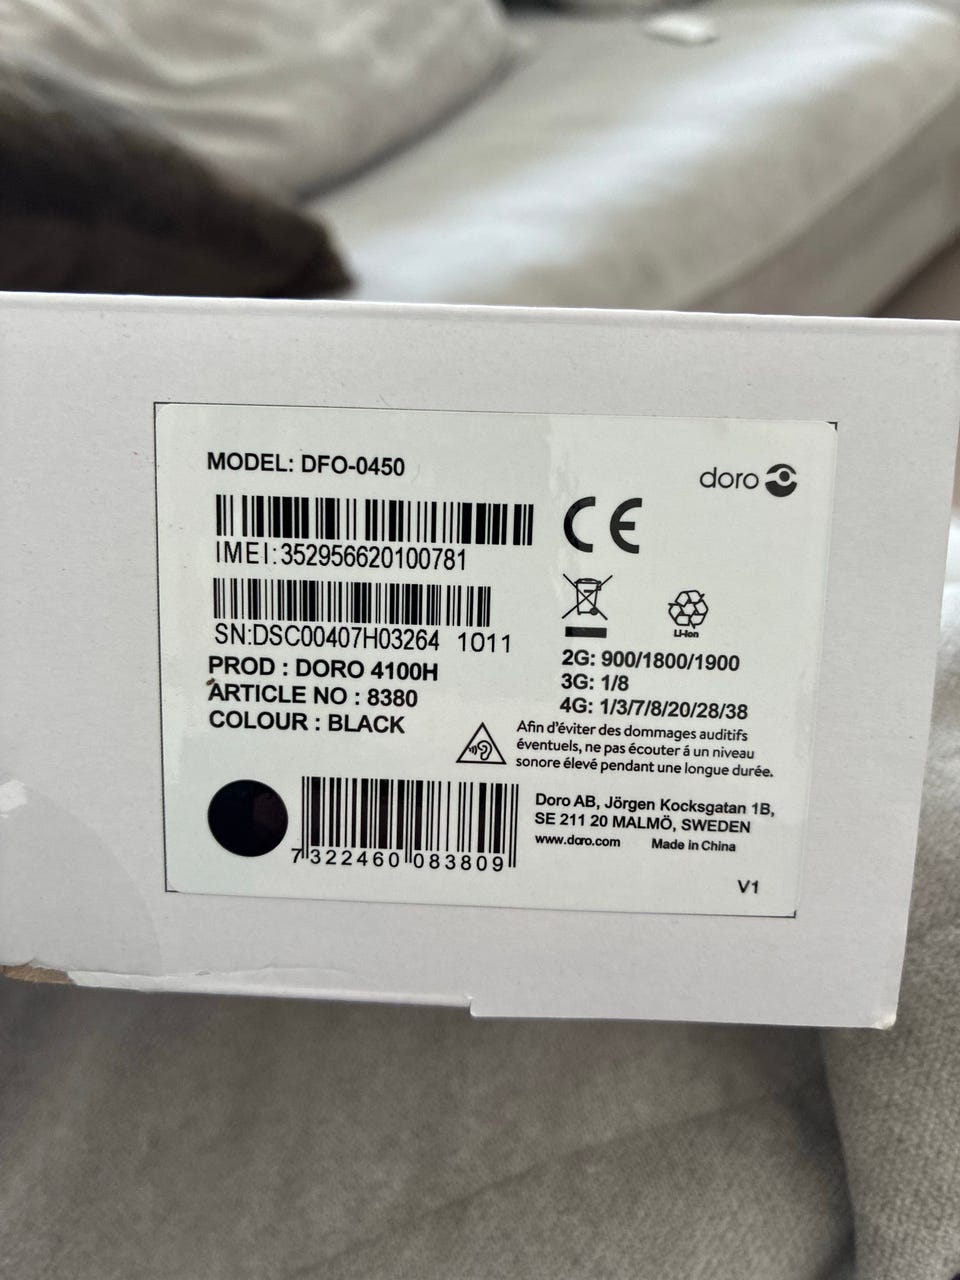 MODEL: DFO-0450
doro
IMEI:352956620100781
CE
SN:DSC00407H03264 1011
Li-Ion
PROD : DORO 4100H
ARTICLE NO : 8380
COLOUR : BLACK
2G: 900/1800/1900
3G: 1/8
4G: 1/3/7/8/20/28/38
Afin d'éviter des dommages auditifs
éventuels, ne pas écouter á un niveau
sonore élevé pendant une longue durée.
7 322460 083809
Doro AB, Jörgen Kocksgatan 1B,
SE 211 20 MALMÖ, SWEDEN
www.doro.com Made in China
V1